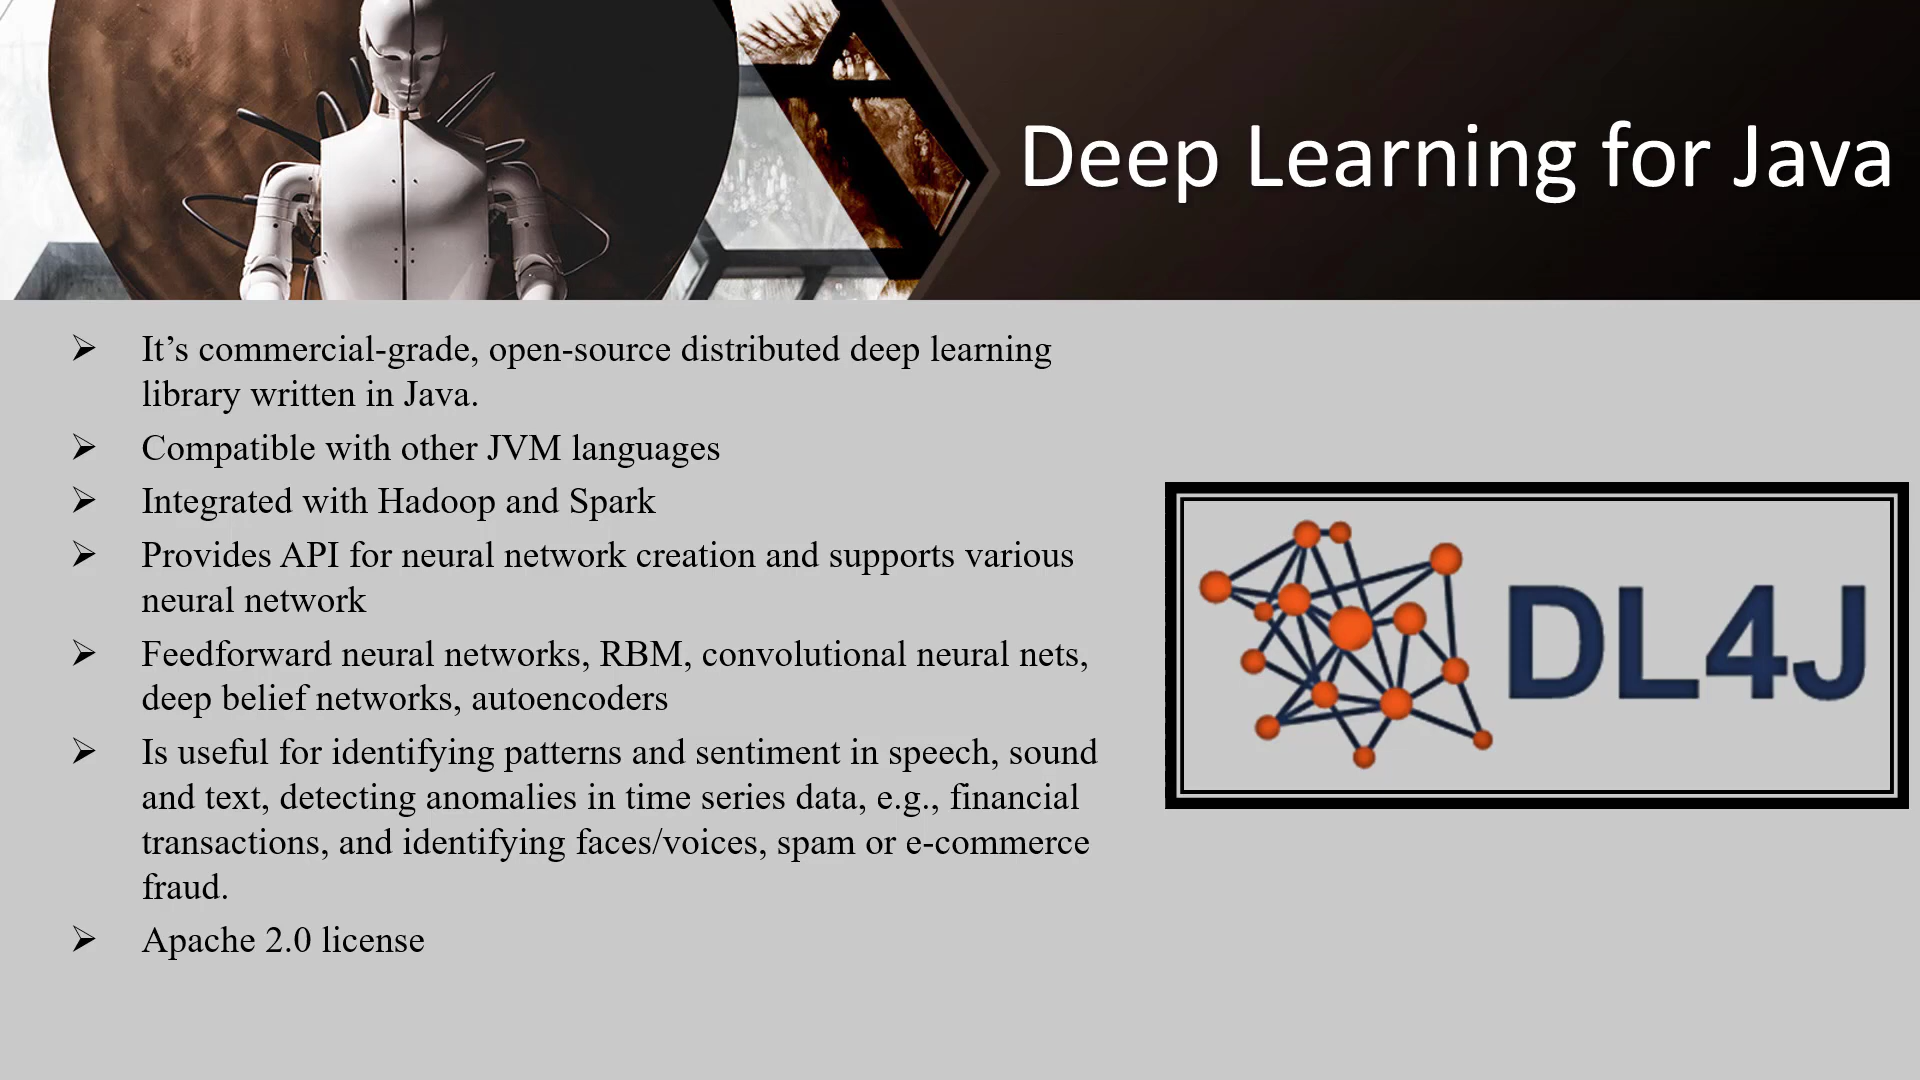 Deep Learning for Java
It’s commercial-grade, open-source distributed deep learning
library written in Java.
Compatible with other JVM languages
Integrated with Hadoop and Spark
Provides API for neural network creation and supports various
neural network
Feedforward neural networks, RBM, convolutional neural nets,
deep belief networks, autoencoders
Is useful for identifying patterns and sentiment in speech, sound
and text, detecting anomalies in time series data, e.g., financial
transactions, and identifying faces/voices, spam or e-commerce
fraud.
Apache 2.0 license
DL4J